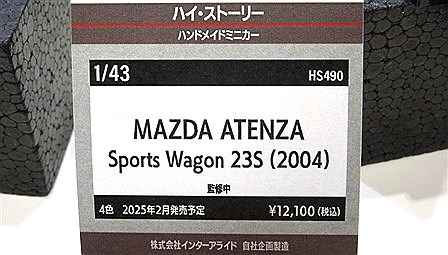 ハイ・ストーリー
ハンドメイドミニカー
1/43 HS490
MAZDA ATENZA
Sports Wagon 23S (2004)
監修中
4色 2025年2月発売予定 ¥12,100(税込)
株式会社インターアライド 自社企画製造